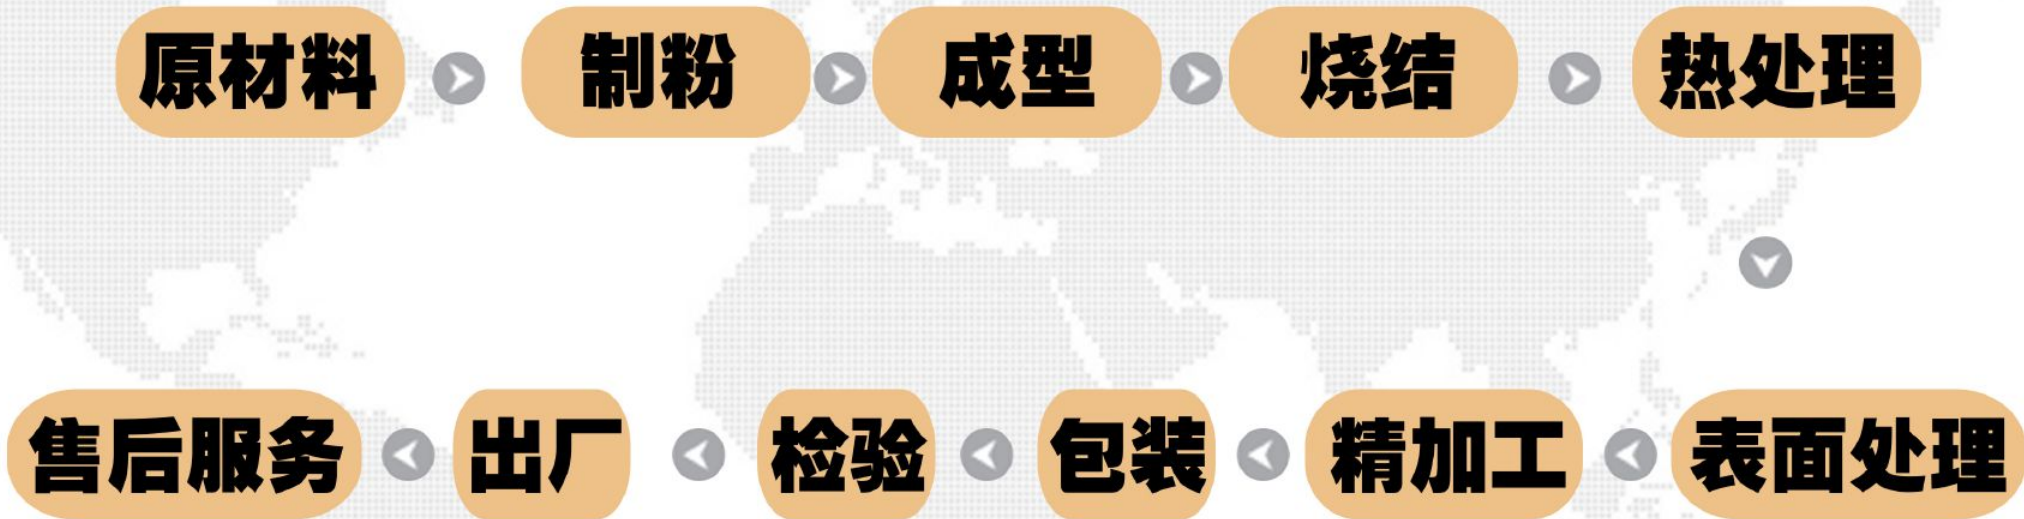 原材料 制粉 成型 烧结 热处理
售后服务 出厂 检验 包装 精加工 表面处理